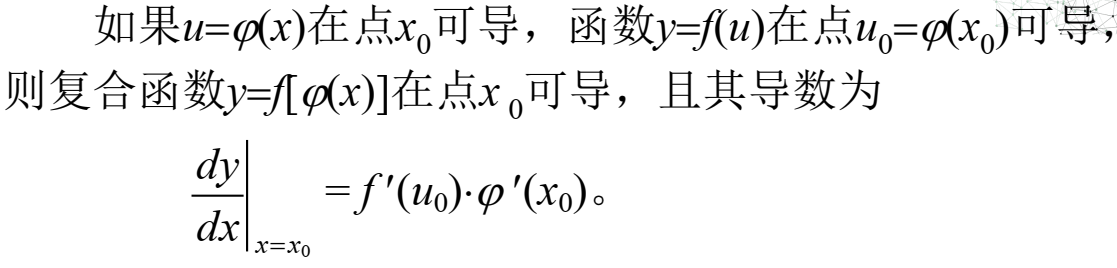 如果u=φ(x)在点x₀可导，函数y=f(u)在点u₀=φ(x₀)可导，
则复合函数y=f[φ(x)]在点x ₀可导，且其导数为
dy/dx|ₓ₌ₓ₀ = f ′(u₀)·φ ′(x₀)。